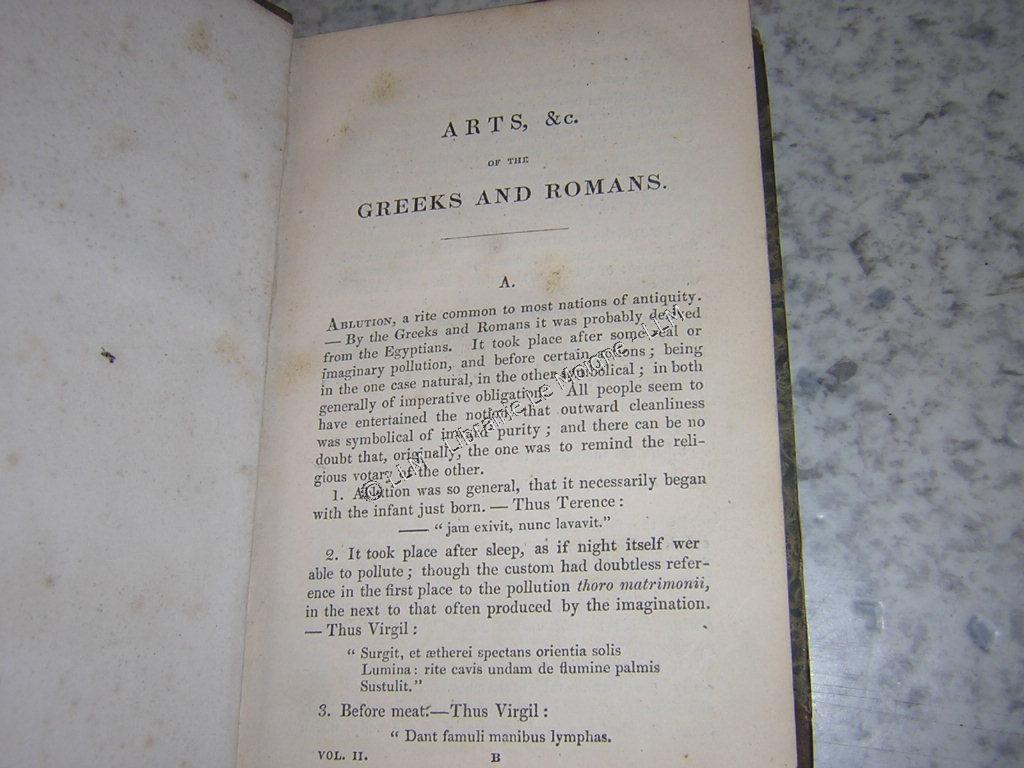 ARTS, &c.
OF THE
GREEKS AND ROMANS.
A.
ABLUTION, a rite common to most nations of antiquity.
— By the Greeks and Romans it was probably derived
from the Egyptians. It took place after some real or
imaginary pollution, and before certain actions; being
in the one case natural, in the other symbolical; in both
generally of imperative obligation. All people seem to
have entertained the notion, that outward cleanliness
was symbolical of inward purity; and there can be no
doubt that, originally, the one was to remind the reli-
gious votary of the other.
1. Ablution was so general, that it necessarily began
with the infant just born. — Thus Terence:
—— "jam exivit, nunc lavavit."
2. It took place after sleep, as if night itself wer
able to pollute; though the custom had doubtless refer-
ence in the first place to the pollution thoro matrimonii,
in the next to that often produced by the imagination.
— Thus Virgil:
" Surgit, et ætherei spectans orientia solis
Lumina: rite cavis undam de flumine palmis
Sustulit."
3. Before meat.—Thus Virgil:
" Dant famuli manibus lymphas.
VOL. II. B
© LLM Librairie Le Moigne LLM